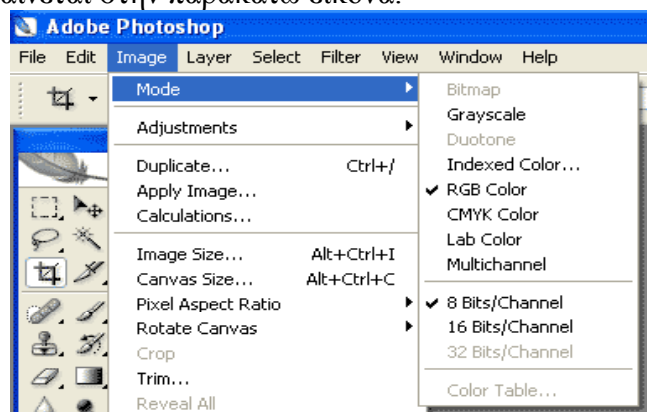 στην παρακάτω εικόνα.
Adobe Photoshop
File Edit Image Layer Select Filter View Window Help
Mode
Adjustments
Duplicate... Ctrl+/
Apply Image...
Calculations...
Image Size... Alt+Ctrl+I
Canvas Size... Alt+Ctrl+C
Pixel Aspect Ratio
Rotate Canvas
Crop
Trim...
Reveal All
Bitmap
Grayscale
Duotone
Indexed Color...
RGB Color
CMYK Color
Lab Color
Multichannel
8 Bits/Channel
16 Bits/Channel
32 Bits/Channel
Color Table...